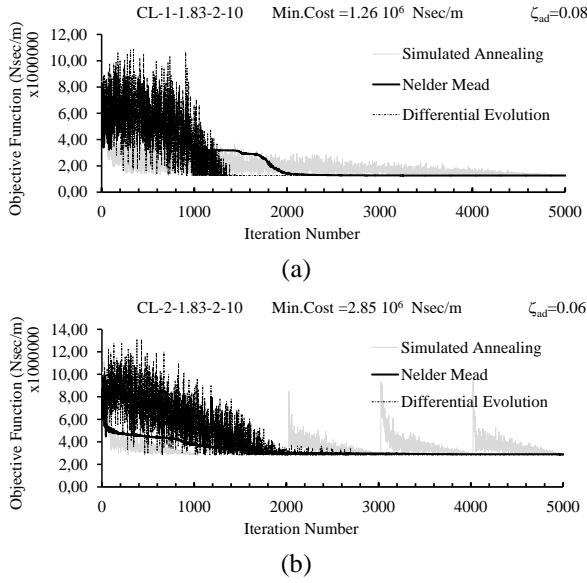 CL-1-1.83-2-10 Min.Cost =1.26 10⁶ Nsec/m ζad=0.08
Objective Function (Nsec/m)
x1000000
12,00
10,00
8,00
6,00
4,00
2,00
0,00
Simulated Annealing
Nelder Mead
Differential Evolution
0 1000 2000 3000 4000 5000
Iteration Number
(a)
CL-2-1.83-2-10 Min.Cost =2.85 10⁶ Nsec/m ζad=0.06
Objective Function (Nsec/m)
x1000000
14,00
12,00
10,00
8,00
6,00
4,00
2,00
0,00
Simulated Annealing
Nelder Mead
Differential Evolution
0 1000 2000 3000 4000 5000
Iteration Number
(b)